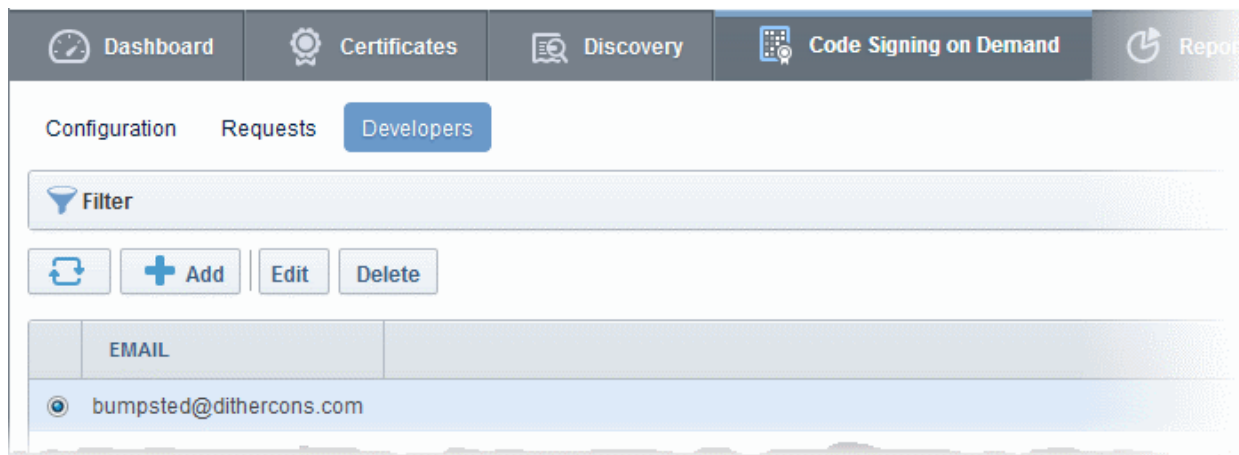 Dashboard Certificates Discovery Code Signing on Demand
Configuration Requests Developers
Filter
Add Edit Delete
EMAIL
bumpsted@dithercons.com